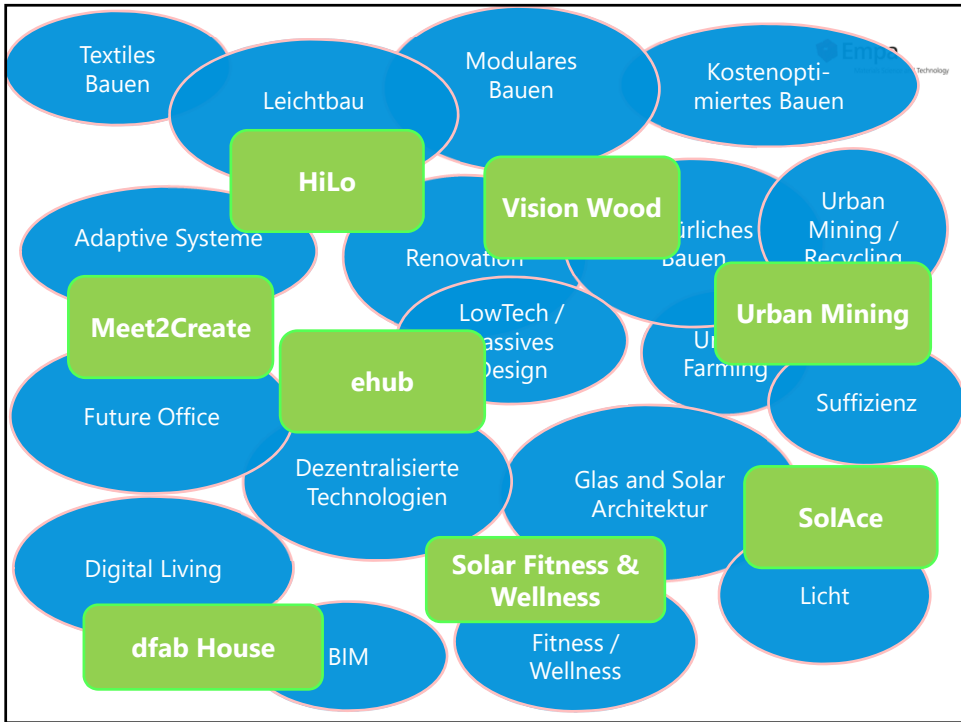 Textiles
Bauen
Leichtbau
Modulares
Bauen
Kostenopti-
miertes Bauen
Empa
Technology
HiLo
Vision Wood
Adaptive Systeme
Renovation
Bauen
Urban
Mining /
Recycling
Meet2Create
ehub
LowTech /
Design
Urban Mining
Farming
Suffizienz
Future Office
Dezentralisierte
Technologien
Glas and Solar
Architektur
SolAce
Digital Living
Solar Fitness &
Wellness
Licht
dfab House
BIM
Fitness /
Wellness